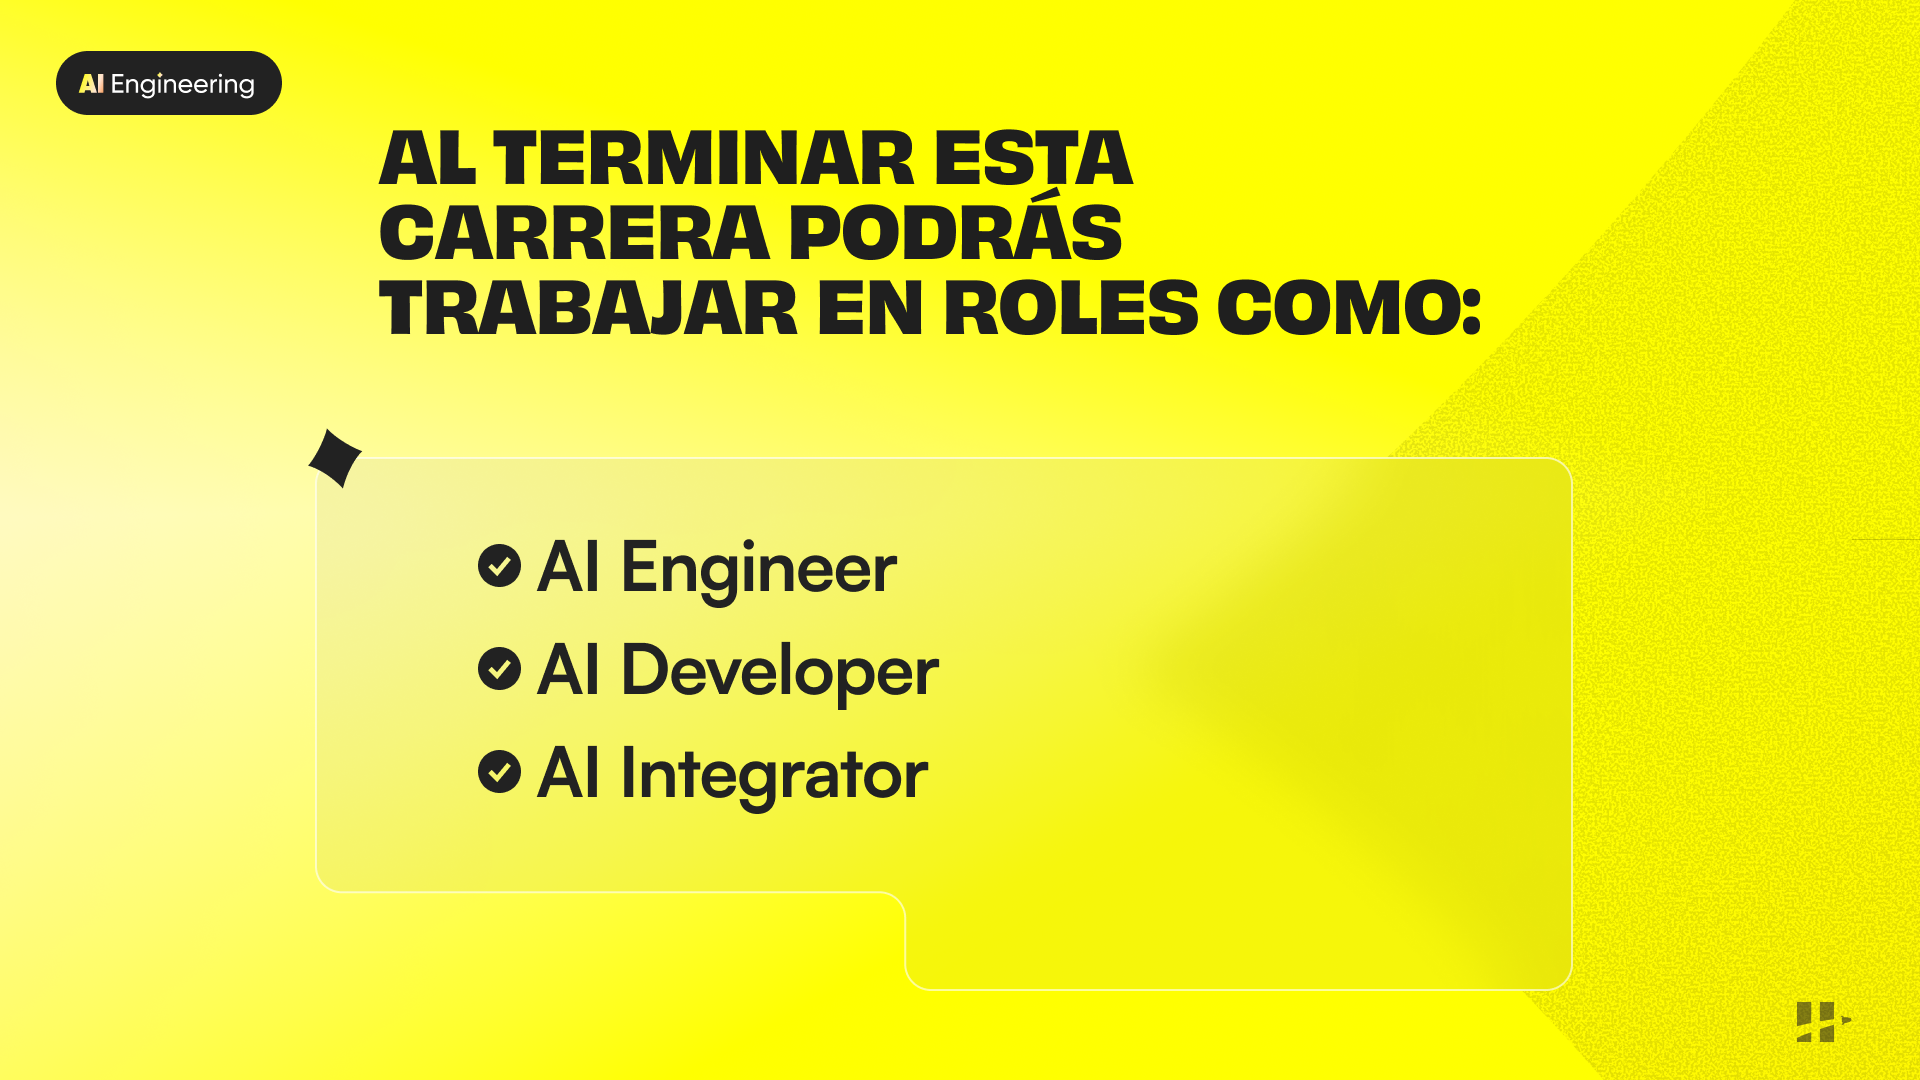 AI Engineering
AL TERMINAR ESTA
CARRERA PODRÁS
TRABAJAR EN ROLES COMO:
AI Engineer
AI Developer
AI Integrator